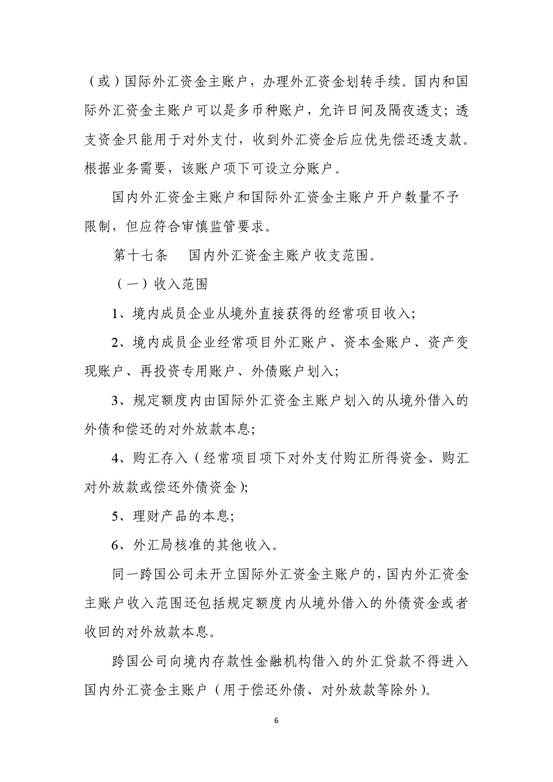 （或）国际外汇资金主账户，办理外汇资金划转手续。国内和国
际外汇资金主账户可以是多币种账户，允许日间及隔夜透支；透
支资金只能用于对外支付，收到外汇资金后应优先偿还透支款。
根据业务需要，该账户项下可设立分账户。
国内外汇资金主账户和国际外汇资金主账户开户数量不予
限制，但应符合审慎监管要求。
第十七条 国内外汇资金主账户收支范围。
（一）收入范围
1、境内成员企业从境外直接获得的经常项目收入；
2、境内成员企业经常项目外汇账户、资本金账户、资产变
现账户、再投资专用账户、外债账户划入；
3、规定额度内由国际外汇资金主账户划入的从境外借入的
外债和偿还的对外放款本息；
4、购汇存入（经常项目项下对外支付购汇所得资金、购汇
对外放款或偿还外债资金）；
5、理财产品的本息；
6、外汇局核准的其他收入。
同一跨国公司未开立国际外汇资金主账户的，国内外汇资金
主账户收入范围还包括规定额度内从境外借入的外债资金或者
收回的对外放款本息。
跨国公司向境内存款性金融机构借入的外汇贷款不得进入
国内外汇资金主账户（用于偿还外债、对外放款等除外）。
6